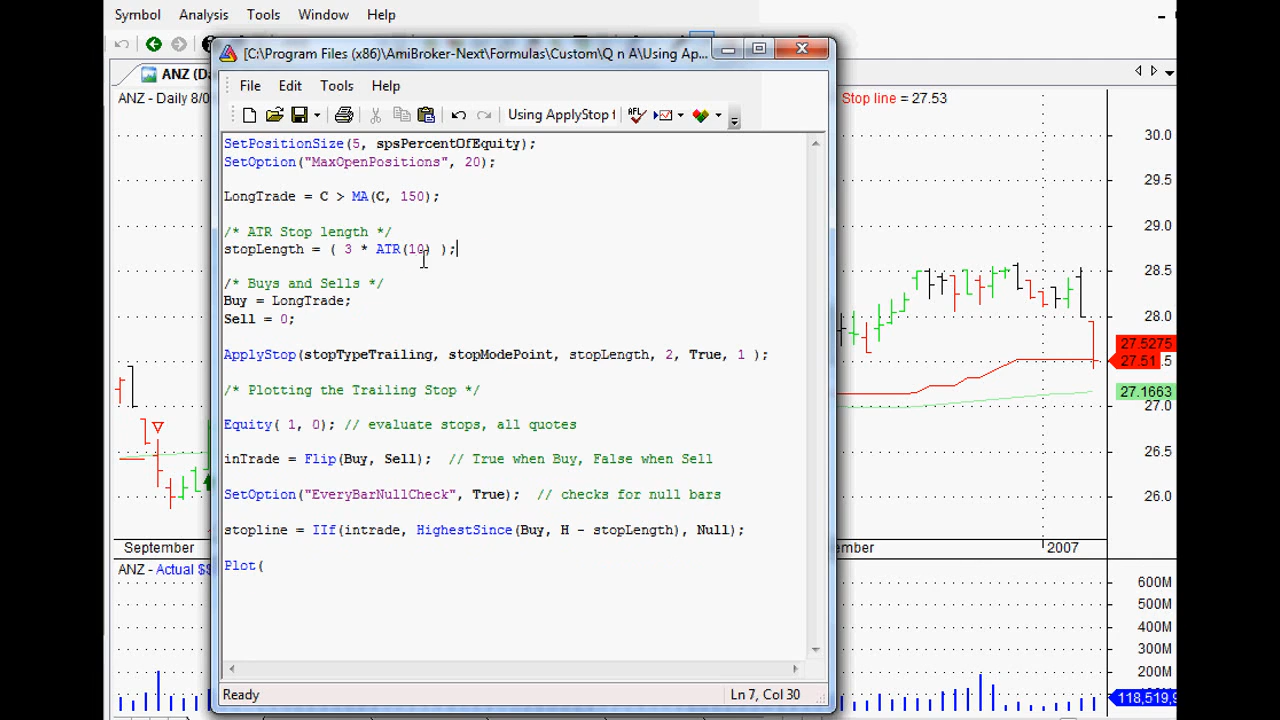 Symbol Analysis Tools Window Help
[C:\Program Files (x86)\AmiBroker-Next\Formulas\Custom\Q n A\Using Ap...
ANZ (Da
File Edit Tools Help
ANZ - Daily 8/0
Stop line = 27.53
Using ApplyStop
SetPositionSize(5, spsPercentOfEquity);
SetOption("MaxOpenPositions", 20);
LongTrade = C > MA(C, 150);
/* ATR Stop length */
stopLength = ( 3 * ATR(10) );
/* Buys and Sells */
Buy = LongTrade;
Sell = 0;
ApplyStop(stopTypeTrailing, stopModePoint, stopLength, 2, True, 1 );
/* Plotting the Trailing Stop */
Equity( 1, 0); // evaluate stops, all quotes
inTrade = Flip(Buy, Sell); // True when Buy, False when Sell
SetOption("EveryBarNullCheck", True); // checks for null bars
stopline = IIf(intrade, HighestSince(Buy, H - stopLength), Null);
Plot(
Ready
Ln 7, Col 30
30.0
29.5
29.0
28.5
28.0
27.5275
27.51
.5
27.1663
27.0
26.5
26.0
September
ember
2007
ANZ - Actual $$
600M
500M
400M
300M
200M
118,519,9